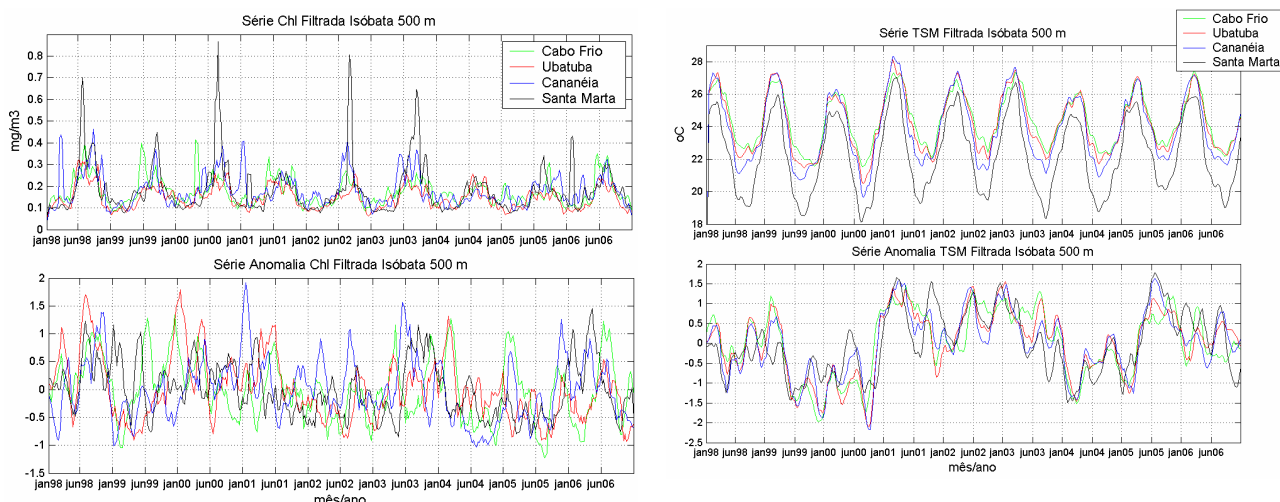 Série Chl Filtrada Isóbata 500 m
mg/m3
0.9
0.8
0.7
0.6
0.5
0.4
0.3
0.2
0.1
0
Cabo Frio
Ubatuba
Cananéia
Santa Marta
jan98 jun98 jan99 jun99 jan00 jun00 jan01 jun01 jan02 jun02 jan03 jun03 jan04 jun04 jan05 jun05 jan06 jun06
Série Anomalia Chl Filtrada Isóbata 500 m
2
1.5
1
0.5
0
-0.5
-1
-1.5
jan98 jun98 jan99 jun99 jan00 jun00 jan01 jun01 jan02 jun02 jan03 jun03 jan04 jun04 jan05 jun05 jan06 jun06
mês/ano
Série TSM Filtrada Isóbata 500 m
oC
28
26
24
22
20
18
Cabo Frio
Ubatuba
Cananéia
Santa Marta
jan98 jun98 jan99 jun99 jan00 jun00 jan01 jun01 jan02 jun02 jan03 jun03 jan04 jun04 jan05 jun05 jan06 jun06
Série Anomalia TSM Filtrada Isóbata 500 m
2
1.5
1
0.5
0
-0.5
-1
-1.5
-2
-2.5
jan98 jun98 jan99 jun99 jan00 jun00 jan01 jun01 jan02 jun02 jan03 jun03 jan04 jun04 jan05 jun05 jan06 jun06
mês/ano